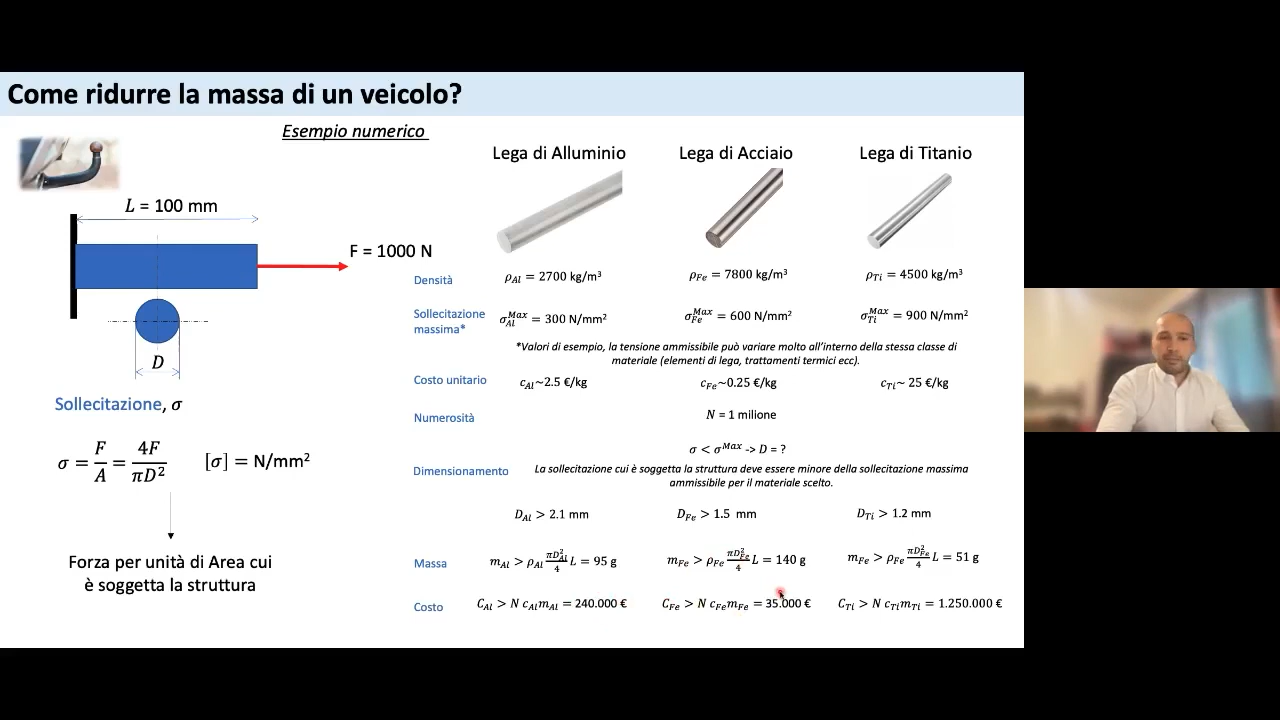 Come ridurre la massa di un veicolo?
Esempio numerico
L = 100 mm
F = 1000 N
D
Sollecitazione, σ
σ = F/A = 4F/πD²
[σ] = N/mm²
Forza per unità di Area cui
è soggetta la struttura
Lega di Alluminio
Lega di Acciaio
Lega di Titanio
Densità
ρ_Al = 2700 kg/m³
ρ_Fe = 7800 kg/m³
ρ_Ti = 4500 kg/m³
Sollecitazione
massima*
σ_Al^Max = 300 N/mm²
σ_Fe^Max = 600 N/mm²
σ_Ti^Max = 900 N/mm²
*Valori di esempio, la tensione ammissibile può variare molto all'interno della stessa classe di
materiale (elementi di lega, trattamenti termici ecc).
Costo unitario
c_Al~2.5 €/kg
c_Fe~0.25 €/kg
c_Ti~ 25 €/kg
Numerosità
N = 1 milione
σ < σ^Max -> D = ?
Dimensionamento
La sollecitazione cui è soggetta la struttura deve essere minore della sollecitazione massima
ammissibile per il materiale scelto.
D_Al > 2.1 mm
D_Fe > 1.5 mm
D_Ti > 1.2 mm
Massa
m_Al > ρ_Al πD_Al²/4 L = 95 g
m_Fe > ρ_Fe πD_Fe²/4 L = 140 g
m_Fe > ρ_Fe πD_Fe²/4 L = 51 g
Costo
C_Al > N c_Al m_Al = 240.000 €
C_Fe > N c_Fe m_Fe = 35.000 €
C_Ti > N c_Ti m_Ti = 1.250.000 €